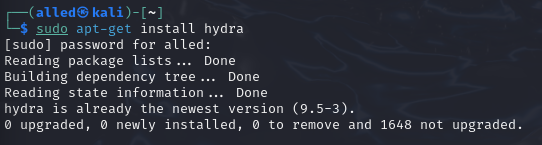 ┌──(alled㉿kali)-[~]
└─$ sudo apt-get install hydra
[sudo] password for alled:
Reading package lists... Done
Building dependency tree... Done
Reading state information... Done
hydra is already the newest version (9.5-3).
0 upgraded, 0 newly installed, 0 to remove and 1648 not upgraded.